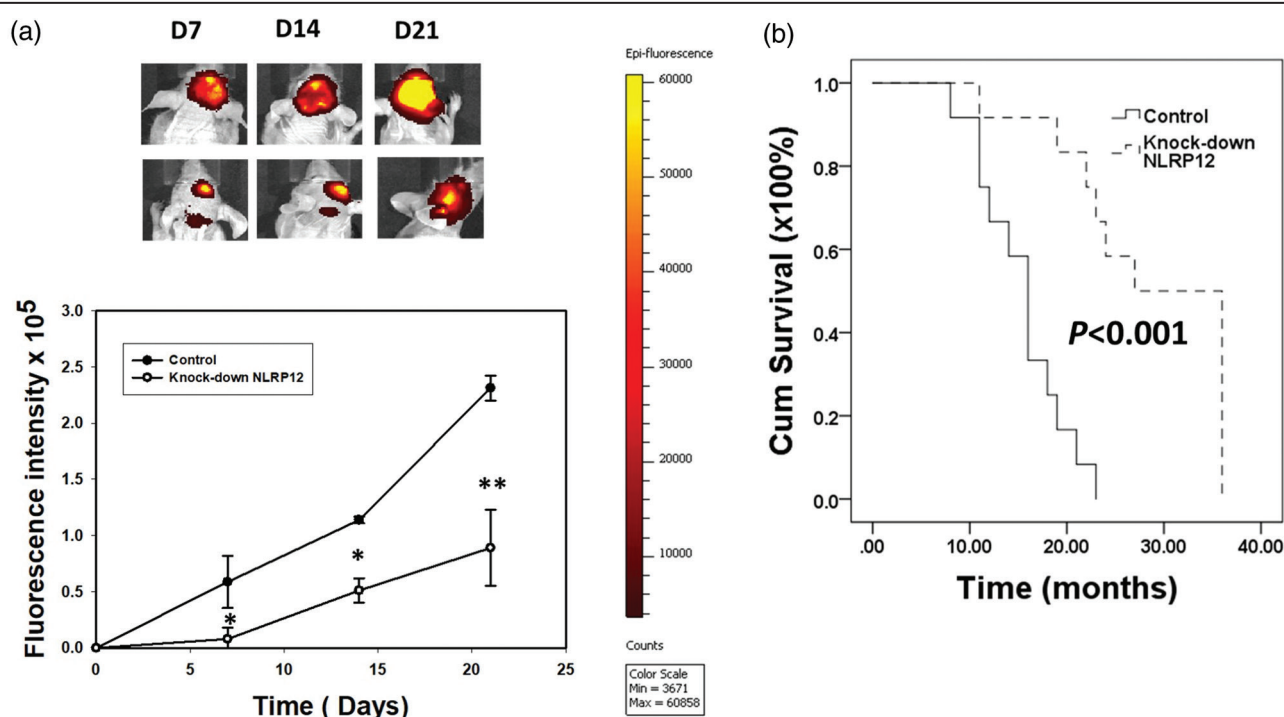 (a)
D7 D14 D21
Fluorescence intensity x 10^5
3.0
2.5
2.0
1.5
1.0
0.5
0.0
Control
Knock-down NLRP12
*
*
**
0 5 10 15 20 25
Time ( Days)
Epi-fluorescence
60000
50000
40000
30000
20000
10000
Counts
Color Scale
Min = 3671
Max = 60858
(b)
Cum Survival (x100%)
1.0
0.8
0.6
0.4
0.2
0.0
Control
Knock-down
NLRP12
P<0.001
.00 10.00 20.00 30.00 40.00
Time (months)